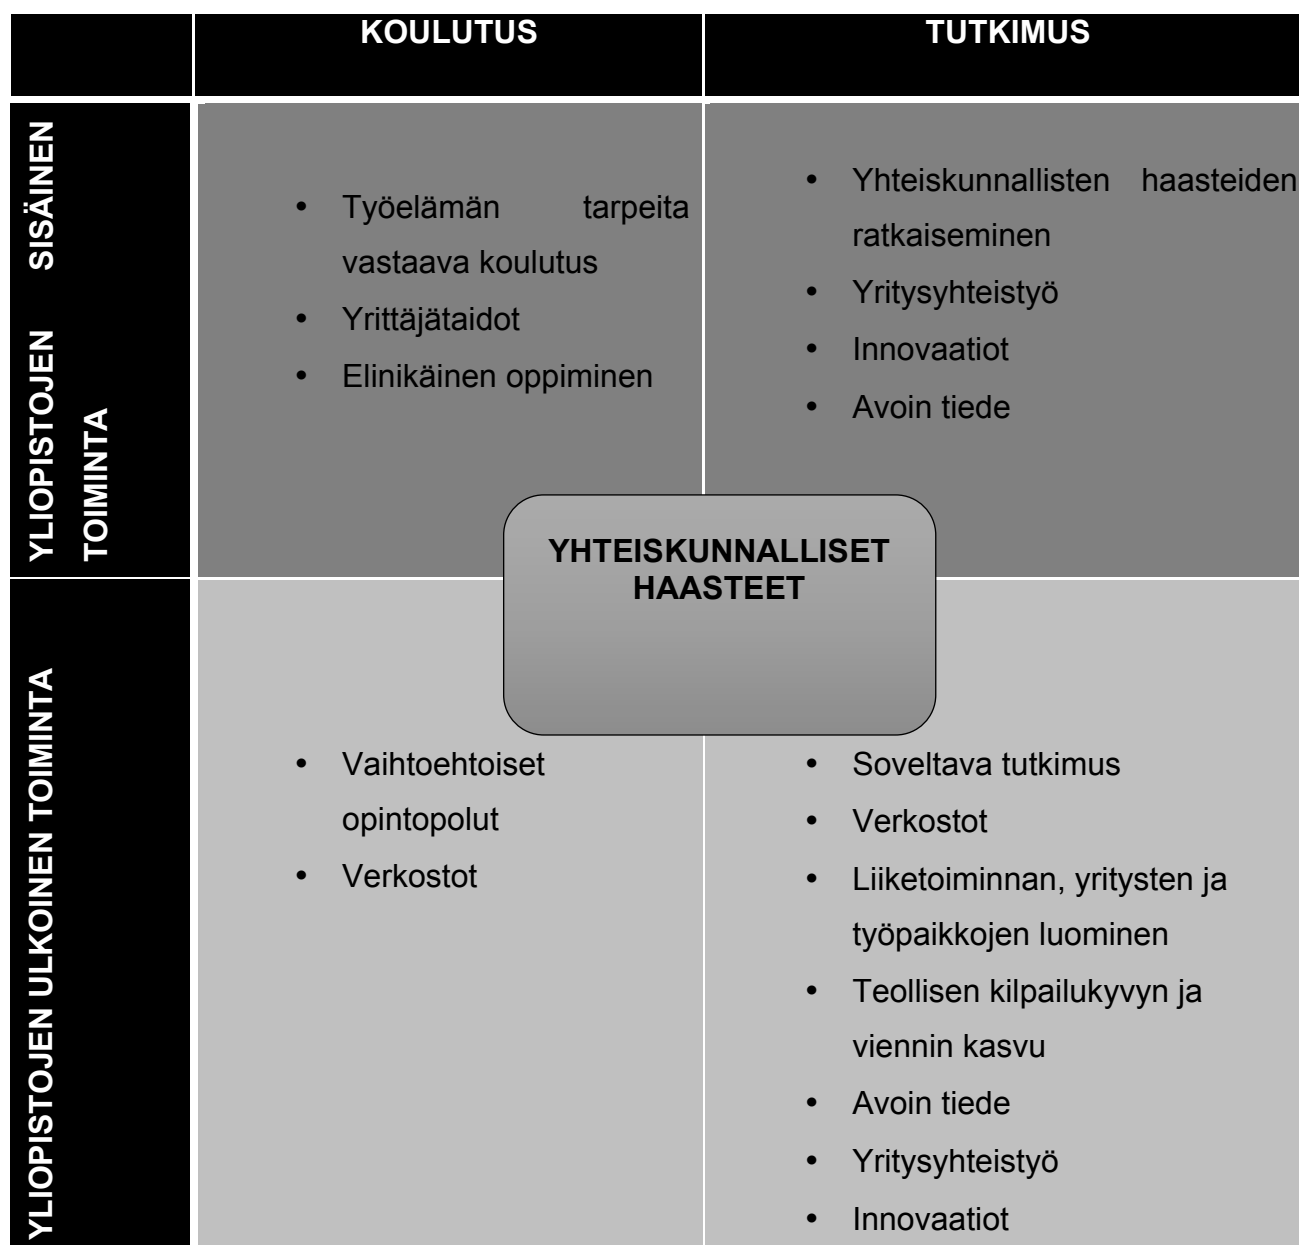 KOULUTUS
TUTKIMUS
YLIOPISTOJEN SISÄINEN
TOIMINTA
• Työelämän tarpeita
vastaava koulutus
• Yrittäjätaidot
• Elinikäinen oppiminen
• Yhteiskunnallisten haasteiden
ratkaiseminen
• Yritysyhteistyö
• Innovaatiot
• Avoin tiede
YHTEISKUNNALLISET
HAASTEET
YLIOPISTOJEN ULKOINEN TOIMINTA
• Vaihtoehtoiset
opintopolut
• Verkostot
• Soveltava tutkimus
• Verkostot
• Liiketoiminnan, yritysten ja
työpaikkojen luominen
• Teollisen kilpailukyvyn ja
viennin kasvu
• Avoin tiede
• Yritysyhteistyö
• Innovaatiot